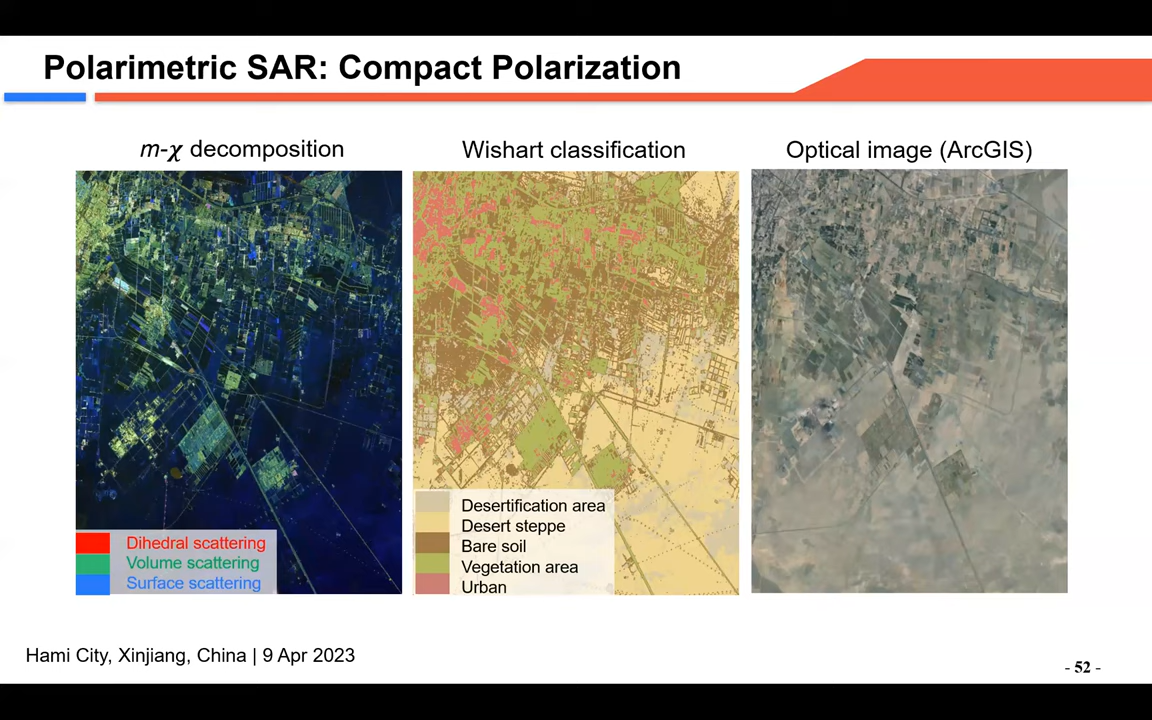 Polarimetric SAR: Compact Polarization
m-χ decomposition
Wishart classification
Optical image (ArcGIS)
Dihedral scattering
Volume scattering
Surface scattering
Desertification area
Desert steppe
Bare soil
Vegetation area
Urban
Hami City, Xinjiang, China | 9 Apr 2023
- 52 -